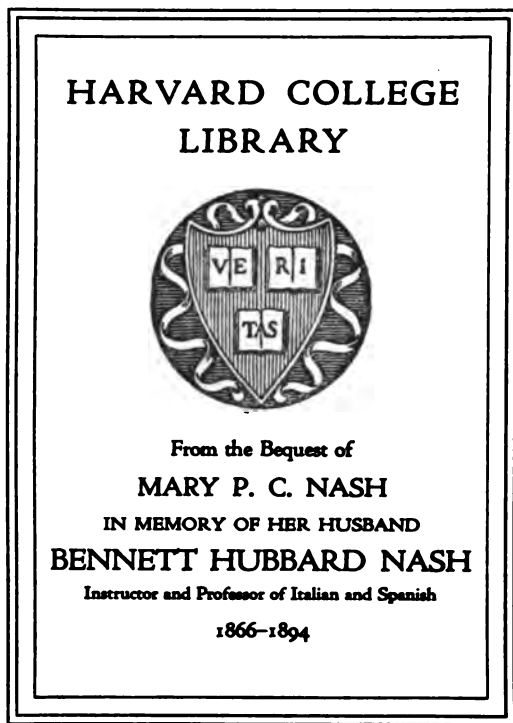 HARVARD COLLEGE
LIBRARY
VE RI
TAS
From the Bequest of
MARY P. C. NASH
IN MEMORY OF HER HUSBAND
BENNETT HUBBARD NASH
Instructor and Professor of Italian and Spanish
1866–1894